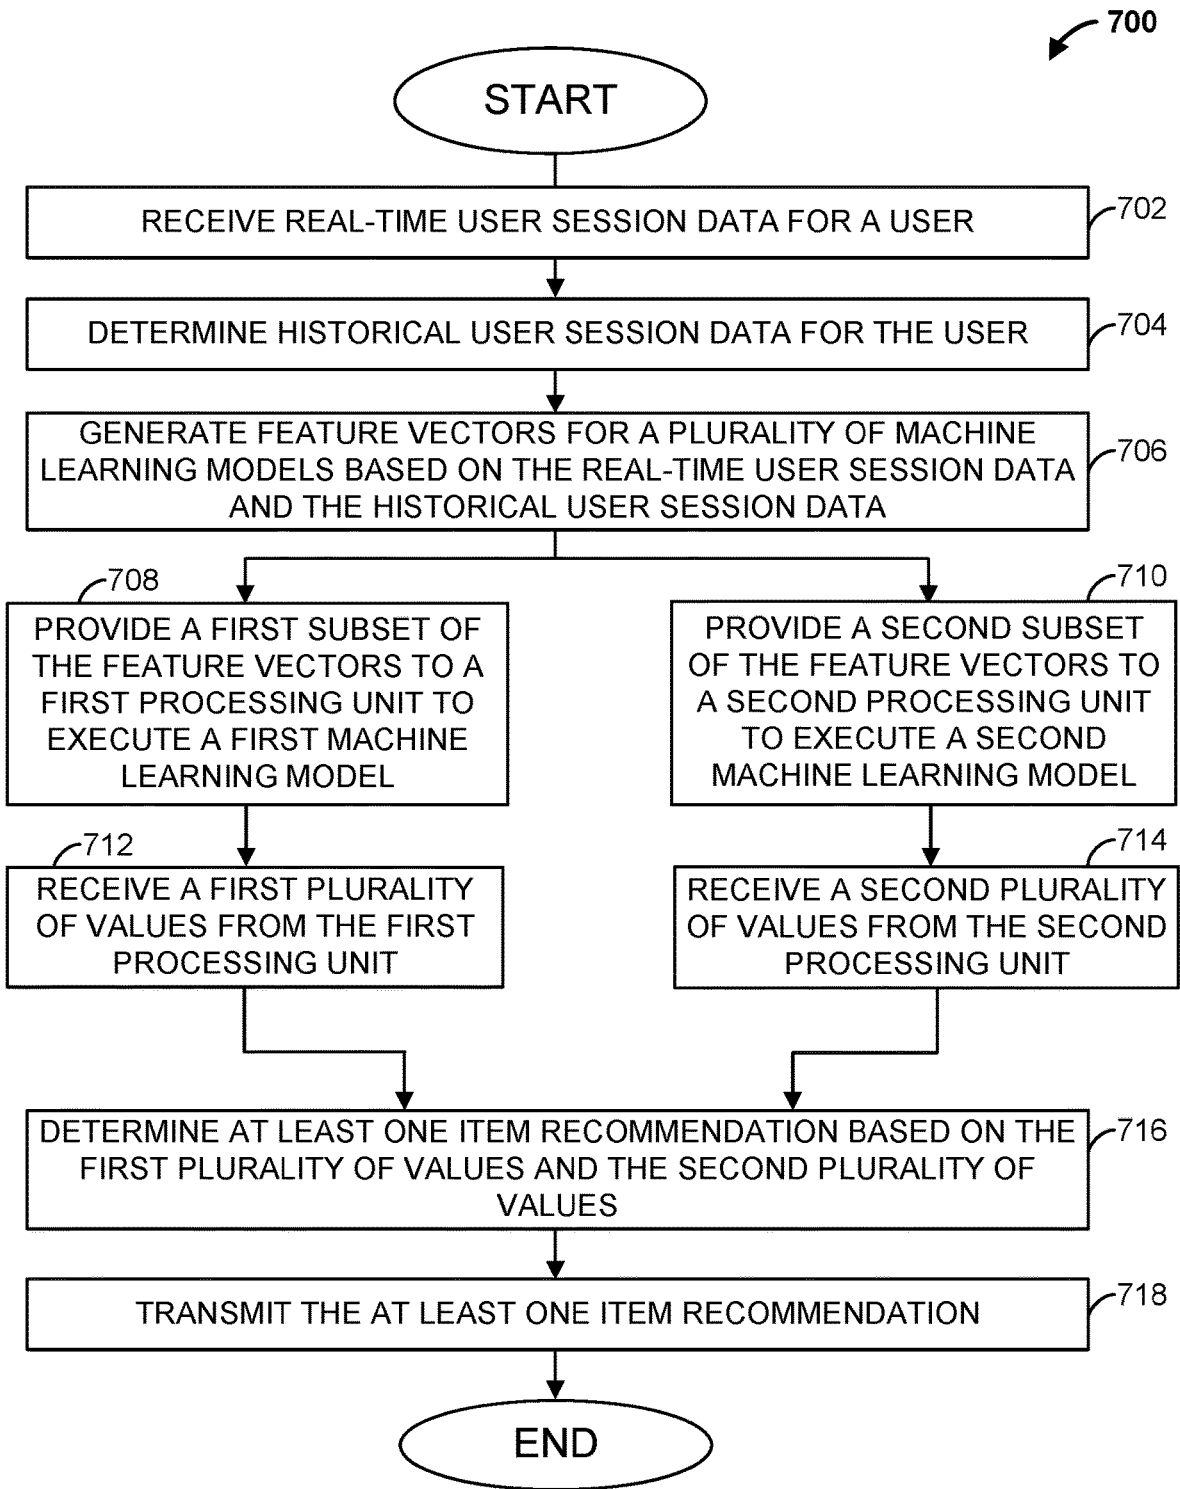 700
START
RECEIVE REAL-TIME USER SESSION DATA FOR A USER
702
DETERMINE HISTORICAL USER SESSION DATA FOR THE USER
704
GENERATE FEATURE VECTORS FOR A PLURALITY OF MACHINE
LEARNING MODELS BASED ON THE REAL-TIME USER SESSION DATA
AND THE HISTORICAL USER SESSION DATA
706
708
PROVIDE A FIRST SUBSET OF
THE FEATURE VECTORS TO A
FIRST PROCESSING UNIT TO
EXECUTE A FIRST MACHINE
LEARNING MODEL
710
PROVIDE A SECOND SUBSET
OF THE FEATURE VECTORS TO
A SECOND PROCESSING UNIT
TO EXECUTE A SECOND
MACHINE LEARNING MODEL
712
RECEIVE A FIRST PLURALITY
OF VALUES FROM THE FIRST
PROCESSING UNIT
714
RECEIVE A SECOND PLURALITY
OF VALUES FROM THE SECOND
PROCESSING UNIT
DETERMINE AT LEAST ONE ITEM RECOMMENDATION BASED ON THE
FIRST PLURALITY OF VALUES AND THE SECOND PLURALITY OF
VALUES
716
TRANSMIT THE AT LEAST ONE ITEM RECOMMENDATION
718
END